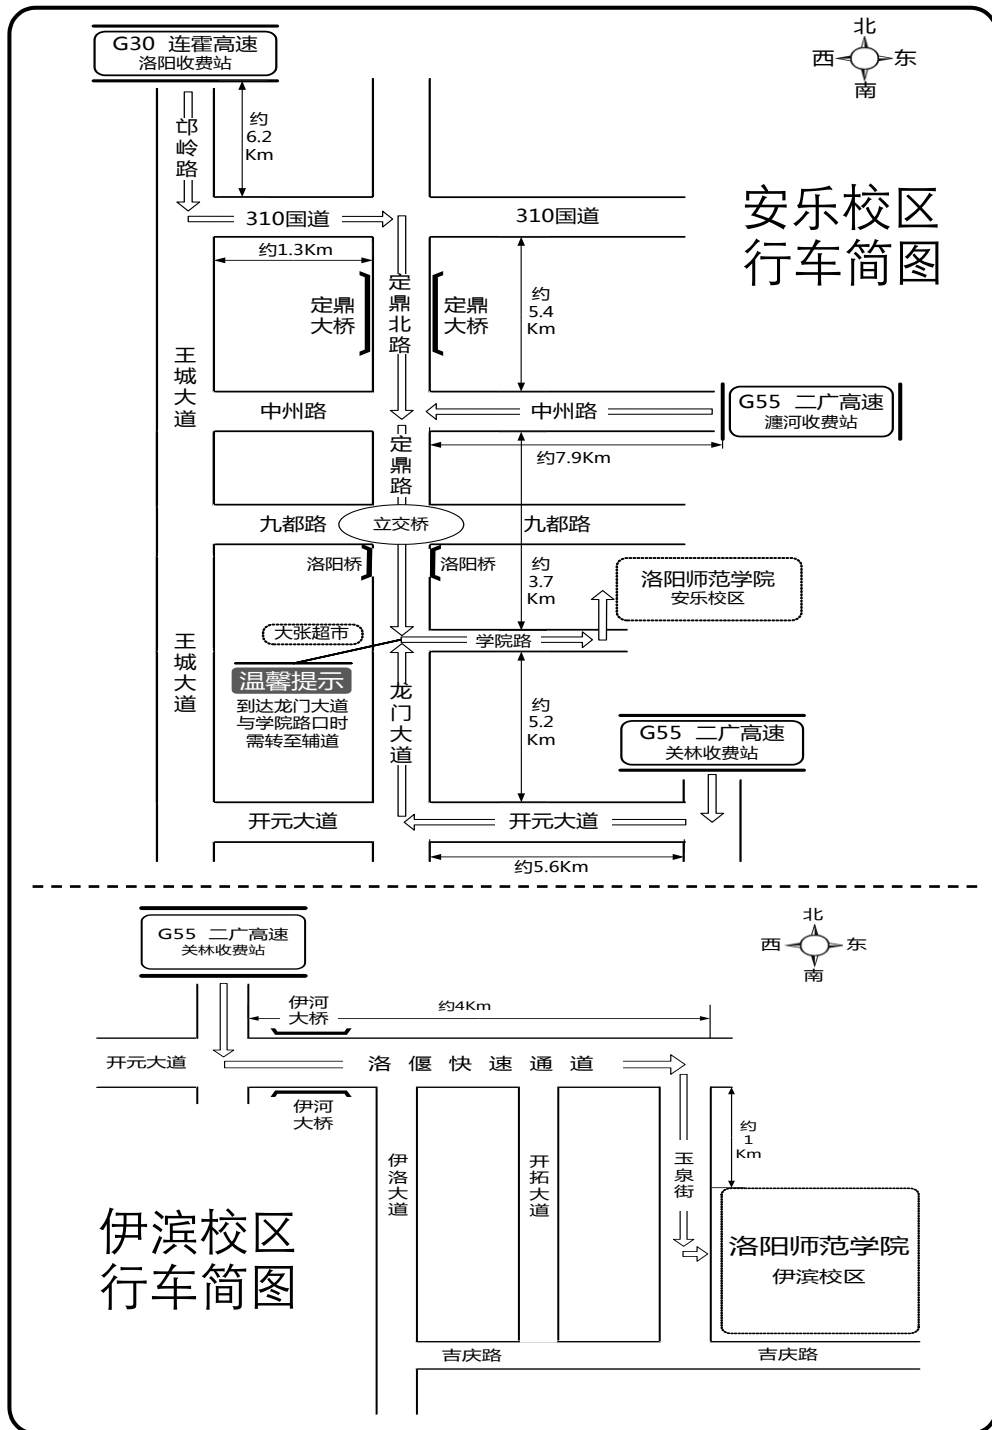 G30 连霍高速
洛阳收费站
北
西 东
南
约
6.2
Km
邙岭路
安乐校区
行车简图
310国道
310国道
约1.3Km
定鼎北路
定鼎
大桥
定鼎
大桥
约
5.4
Km
王城大道
中州路
中州路
G55 二广高速
瀍河收费站
定鼎路
约7.9Km
九都路
立交桥
九都路
洛阳桥
洛阳桥
约
3.7
Km
洛阳师范学院
安乐校区
大张超市
学院路
王城大道
温馨提示
到达龙门大道
与学院路口时
需转至辅道
龙门大道
约
5.2
Km
G55 二广高速
关林收费站
开元大道
开元大道
约5.6Km
G55 二广高速
关林收费站
北
西 东
南
伊河
大桥
约4Km
开元大道
洛偃快速通道
伊河
大桥
伊洛大道
开拓大道
玉泉街
约
1
Km
伊滨校区
行车简图
洛阳师范学院
伊滨校区
吉庆路
吉庆路